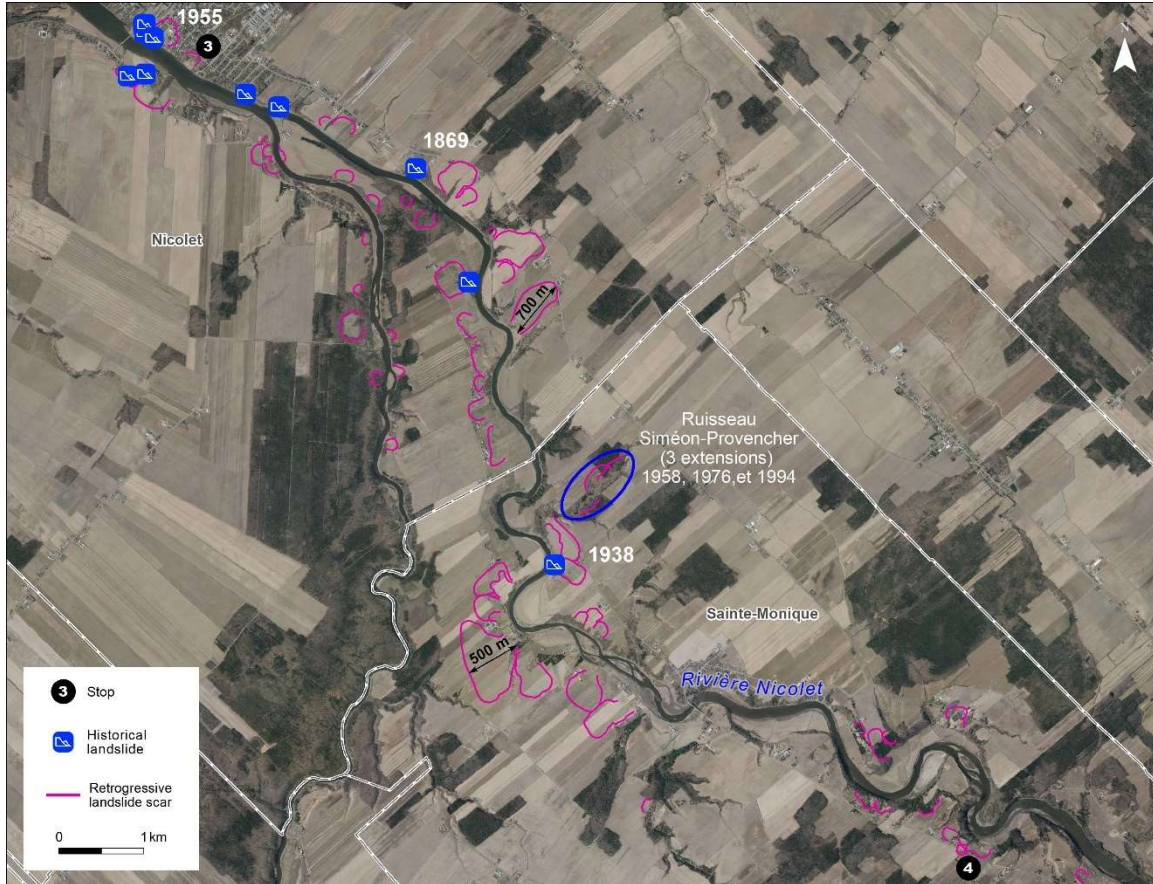 1955
3
N
1869
Nicolet
700 m
Ruisseau
Siméon-Provencher
(3 extensions)
1958, 1976,et 1994
1938
Sainte-Monique
500 m
Rivière Nicolet
3 Stop
Historical
landslide
Retrogressive
landslide scar
0 1 km
4